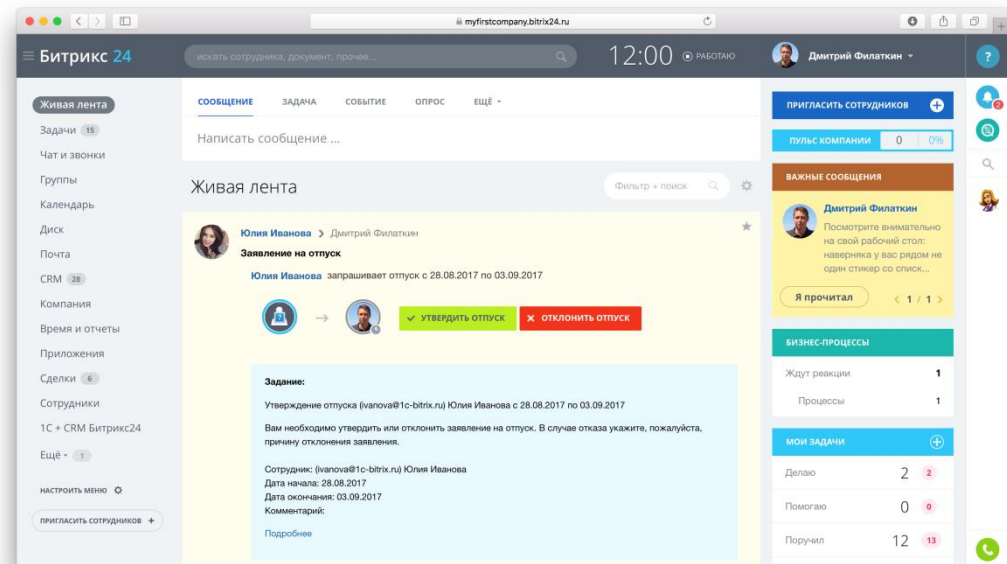 myfirstcompany.bitrix24.ru
Битрикс 24
искать сотрудника, документ, прочее...
12:00
РАБОТАЮ
Дмитрий Филаткин
?
2
Живая лента
Задачи 15
Чат и звонки
Группы
Календарь
Диск
Почта
CRM 28
Компания
Время и отчеты
Приложения
Сделки 6
Сотрудники
1С + CRM Битрикс24
Ещё 1
НАСТРОИТЬ МЕНЮ
ПРИГЛАСИТЬ СОТРУДНИКОВ +
СООБЩЕНИЕ ЗАДАЧА СОБЫТИЕ ОПРОС ЕЩЁ
Написать сообщение ...
Живая лента
Фильтр + поиск
Юлия Иванова > Дмитрий Филаткин
Заявление на отпуск
Юлия Иванова запрашивает отпуск с 28.08.2017 по 03.09.2017
УТВЕРДИТЬ ОТПУСК
ОТКЛОНИТЬ ОТПУСК
Задание:
Утверждение отпуска (ivanova@1c-bitrix.ru) Юлия Иванова с 28.08.2017 по 03.09.2017
Вам необходимо утвердить или отклонить заявление на отпуск. В случае отказа укажите, пожалуйста,
причину отклонения заявления.
Сотрудник: (ivanova@1c-bitrix.ru) Юлия Иванова
Дата начала: 28.08.2017
Дата окончания: 03.09.2017
Комментарий:
Подробнее
ПРИГЛАСИТЬ СОТРУДНИКОВ
ПУЛЬС КОМПАНИИ 0 0%
ВАЖНЫЕ СООБЩЕНИЯ
Дмитрий Филаткин
Посмотрите внимательно
на свой рабочий стол:
наверняка у вас рядом не
один стикер со списк...
Я прочитал
< 1 / 1 >
БИЗНЕС-ПРОЦЕССЫ
Ждут реакции 1
Процессы 1
МОИ ЗАДАЧИ
Делаю 2 2
Помогаю 0 0
Поручил 12 13